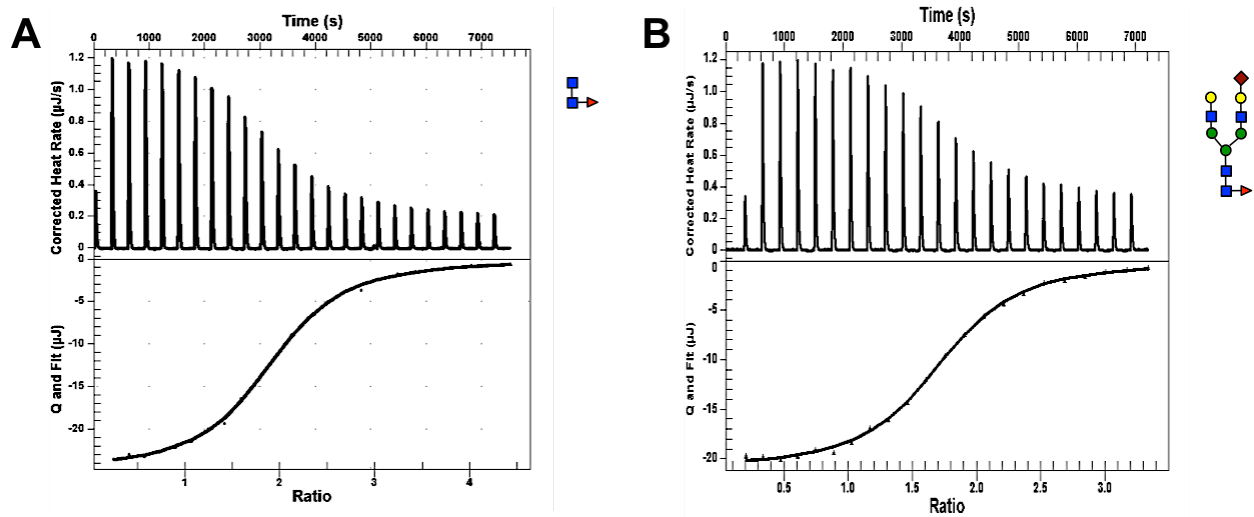 A
Time (s)
0 1000 2000 3000 4000 5000 6000 7000
Corrected Heat Rate (µJ/s)
1.2
1.0
0.8
0.6
0.4
0.2
0
Q and Fit (µJ)
0
-5
-10
-15
-20
1 2 3 4
Ratio
B
Time (s)
0 1000 2000 3000 4000 5000 6000 7000
Corrected Heat Rate (µJ/s)
1.2
1.0
0.8
0.6
0.4
0.2
0
Q and Fit (µJ)
0
-5
-10
-15
-20
0.5 1.0 1.5 2.0 2.5 3.0
Ratio